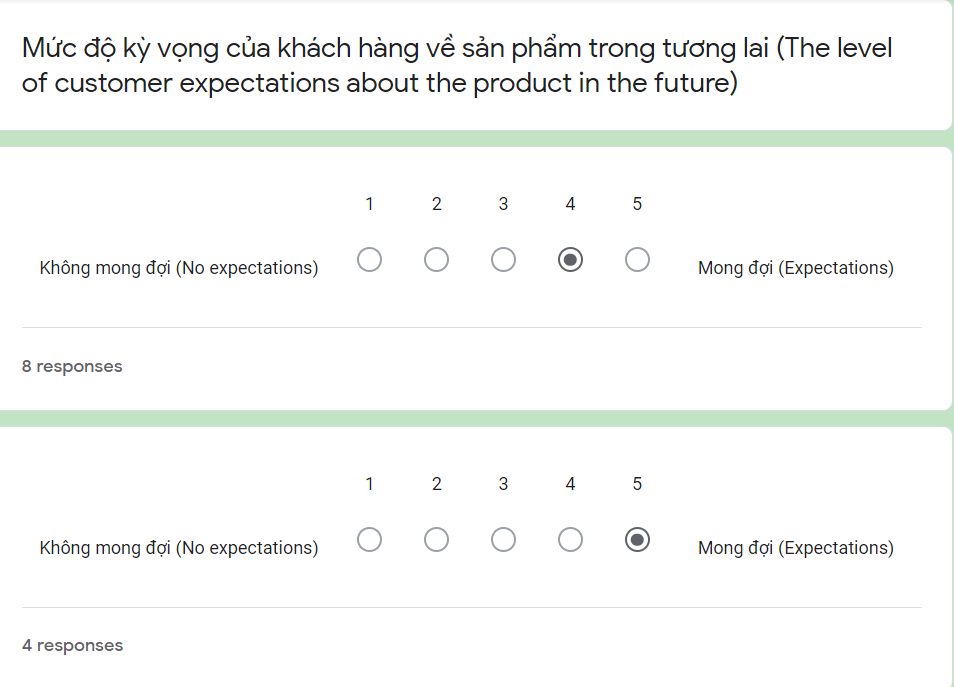 Mức độ kỳ vọng của khách hàng về sản phẩm trong tương lai (The level
of customer expectations about the product in the future)
1 2 3 4 5
Không mong đợi (No expectations) Mong đợi (Expectations)
8 responses
1 2 3 4 5
Không mong đợi (No expectations) Mong đợi (Expectations)
4 responses